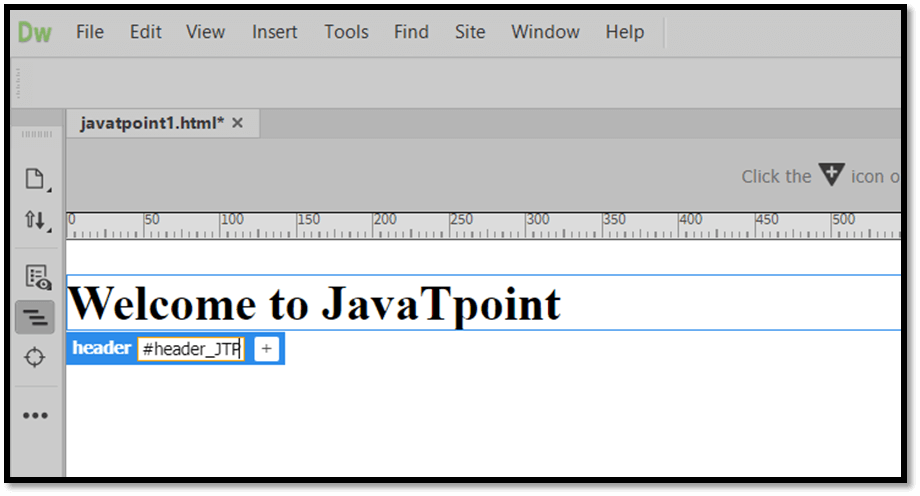 Dw File Edit View Insert Tools Find Site Window Help
javatpoint1.html* ×
Click the icon o
0 50 100 150 200 250 300 350 400 450 500
Welcome to JavaTpoint
header #header_JTP +